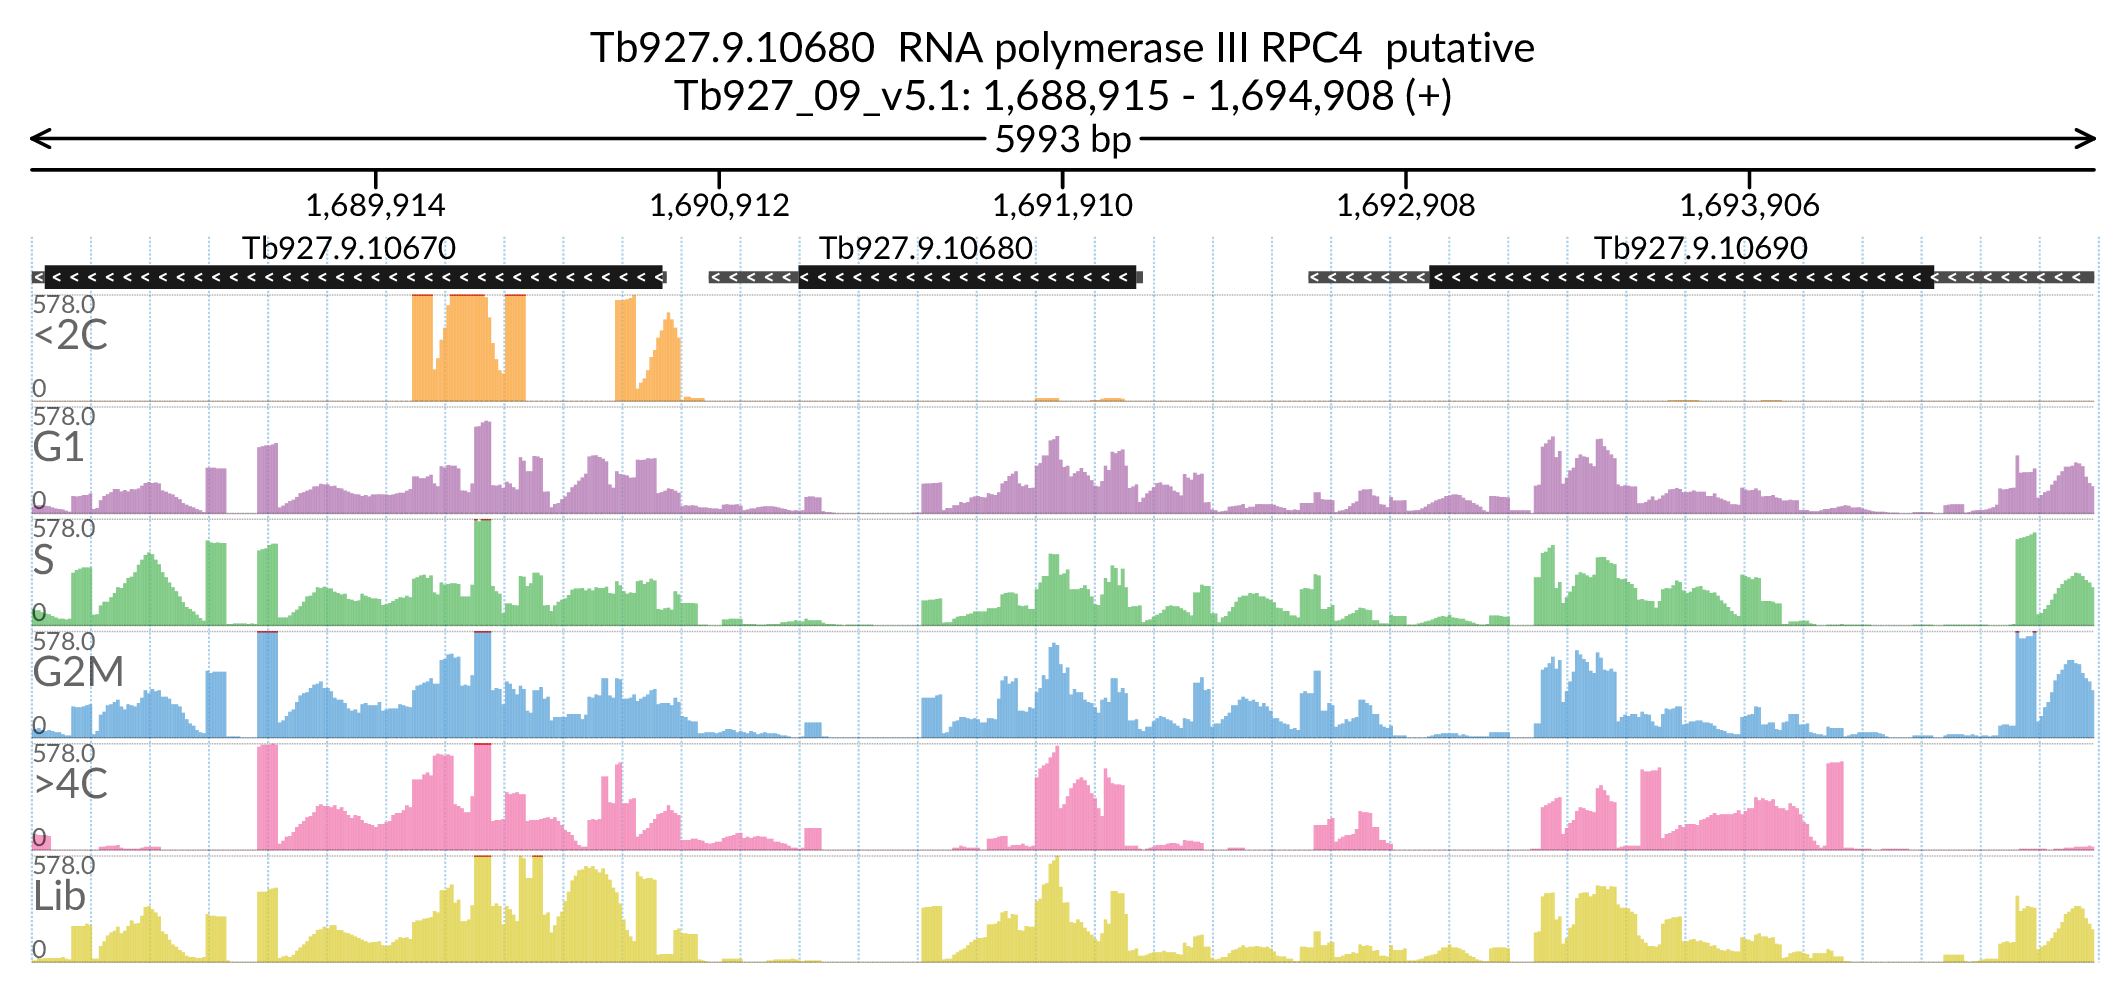 Tb927.9.10680  RNA polymerase III RPC4  putative
Tb927_09_v5.1: 1,688,915 - 1,694,908 (+)
5993 bp
1,689,914 1,690,912 1,691,910 1,692,908 1,693,906
Tb927.9.10670 Tb927.9.10680 Tb927.9.10690
578.0
<2C
0
578.0
G1
0
578.0
S
0
578.0
G2M
0
578.0
>4C
0
578.0
Lib
0